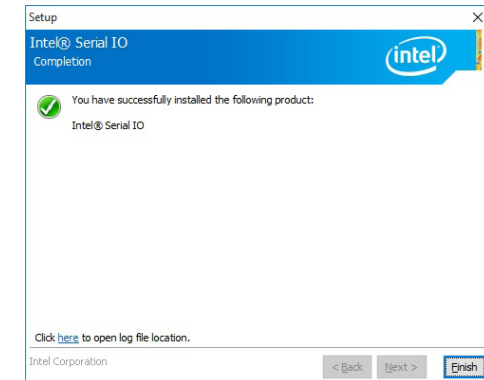 Setup
Intel® Serial IO
Completion
intel®
You have successfully installed the following product:
Intel® Serial IO
Click here to open log file location.
Intel Corporation
< Back Next > Finish